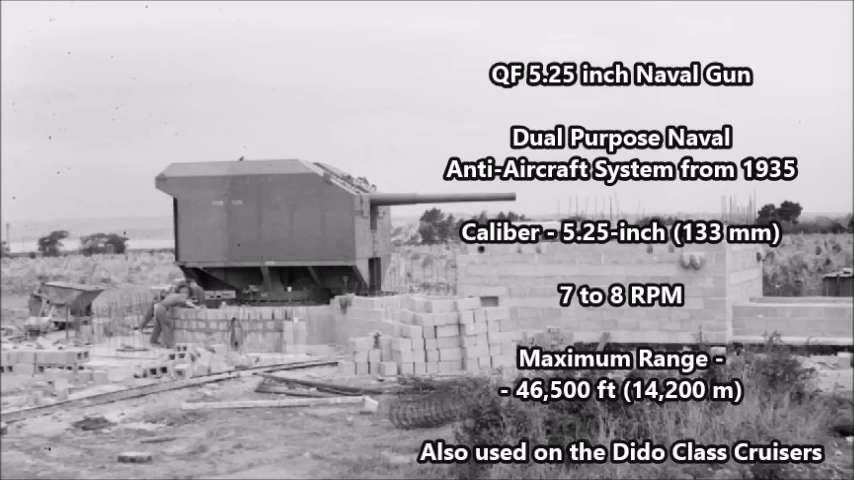 QF 5.25 inch Naval Gun
Dual Purpose Naval
Anti-Aircraft System from 1935
Caliber - 5.25-inch (133 mm)
7 to 8 RPM
Maximum Range -
- 46,500 ft (14,200 m)
Also used on the Dido Class Cruisers